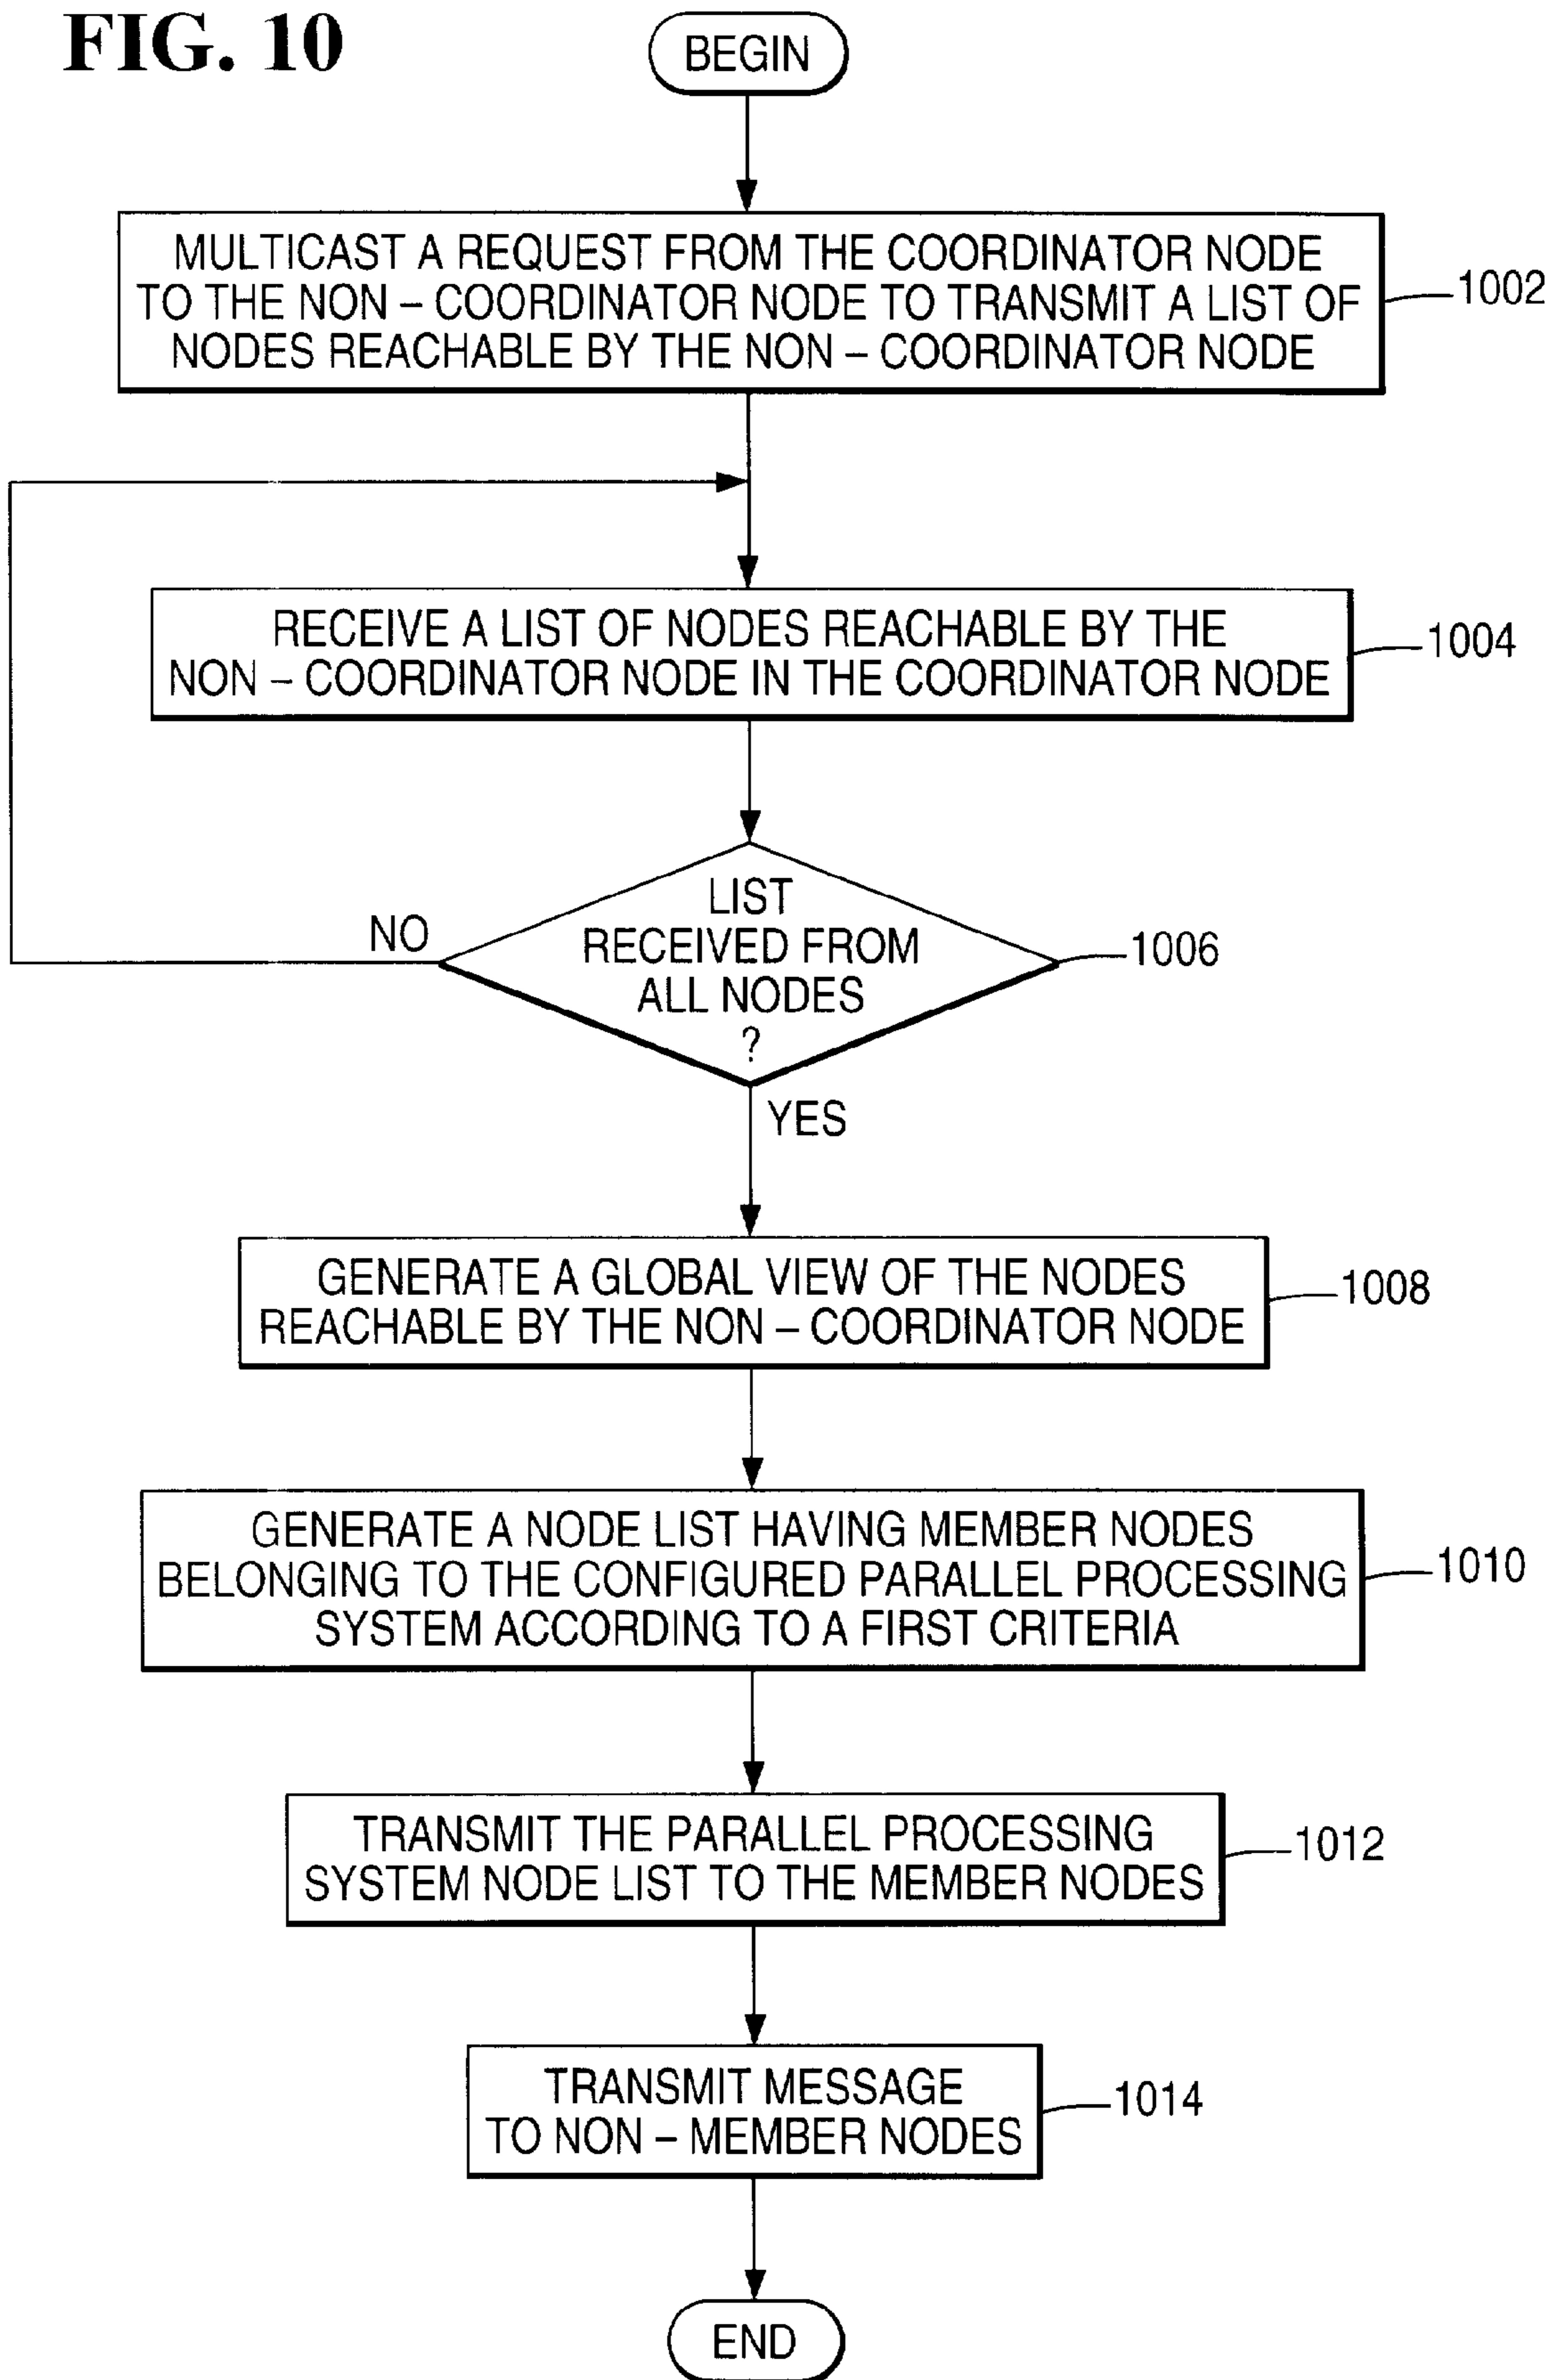 FIG. 10
BEGIN
MULTICAST A REQUEST FROM THE COORDINATOR NODE
TO THE NON – COORDINATOR NODE TO TRANSMIT A LIST OF
NODES REACHABLE BY THE NON – COORDINATOR NODE
1002
RECEIVE A LIST OF NODES REACHABLE BY THE
NON – COORDINATOR NODE IN THE COORDINATOR NODE
1004
LIST
RECEIVED FROM
ALL NODES
?
NO
1006
YES
GENERATE A GLOBAL VIEW OF THE NODES
REACHABLE BY THE NON – COORDINATOR NODE
1008
GENERATE A NODE LIST HAVING MEMBER NODES
BELONGING TO THE CONFIGURED PARALLEL PROCESSING
SYSTEM ACCORDING TO A FIRST CRITERIA
1010
TRANSMIT THE PARALLEL PROCESSING
SYSTEM NODE LIST TO THE MEMBER NODES
1012
TRANSMIT MESSAGE
TO NON – MEMBER NODES
1014
END